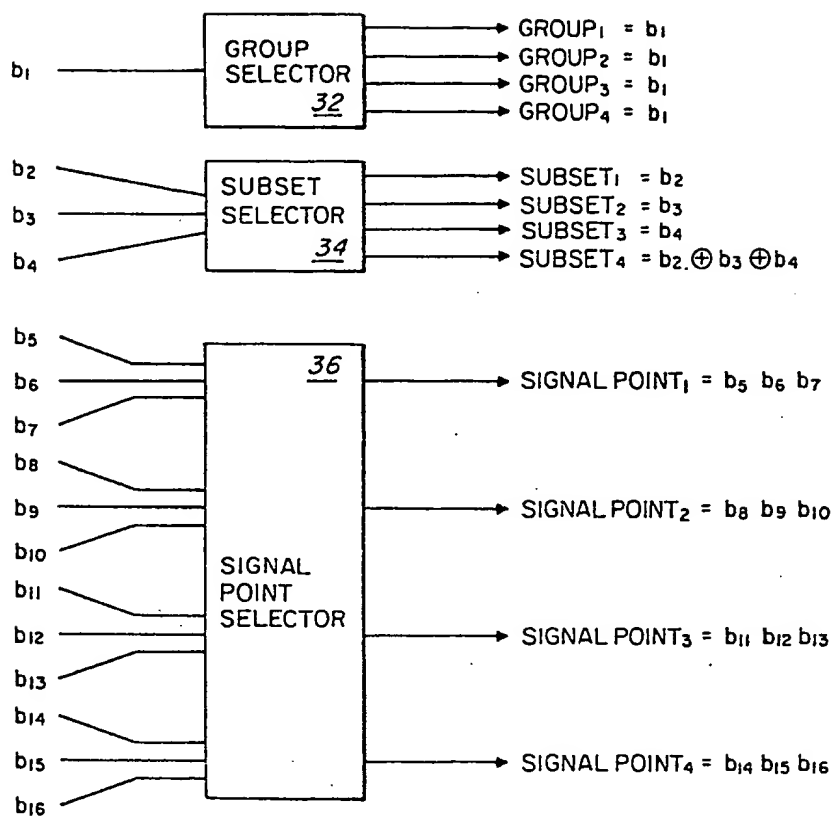 b₁
GROUP
SELECTOR
32
GROUP₁ = b₁
GROUP₂ = b₁
GROUP₃ = b₁
GROUP₄ = b₁
b₂
b₃
b₄
SUBSET
SELECTOR
34
SUBSET₁ = b₂
SUBSET₂ = b₃
SUBSET₃ = b₄
SUBSET₄ = b₂ ⊕ b₃ ⊕ b₄
b₅
b₆
b₇
b₈
b₉
b₁₀
b₁₁
b₁₂
b₁₃
b₁₄
b₁₅
b₁₆
36
SIGNAL
POINT
SELECTOR
SIGNAL POINT₁ = b₅ b₆ b₇
SIGNAL POINT₂ = b₈ b₉ b₁₀
SIGNAL POINT₃ = b₁₁ b₁₂ b₁₃
SIGNAL POINT₄ = b₁₄ b₁₅ b₁₆